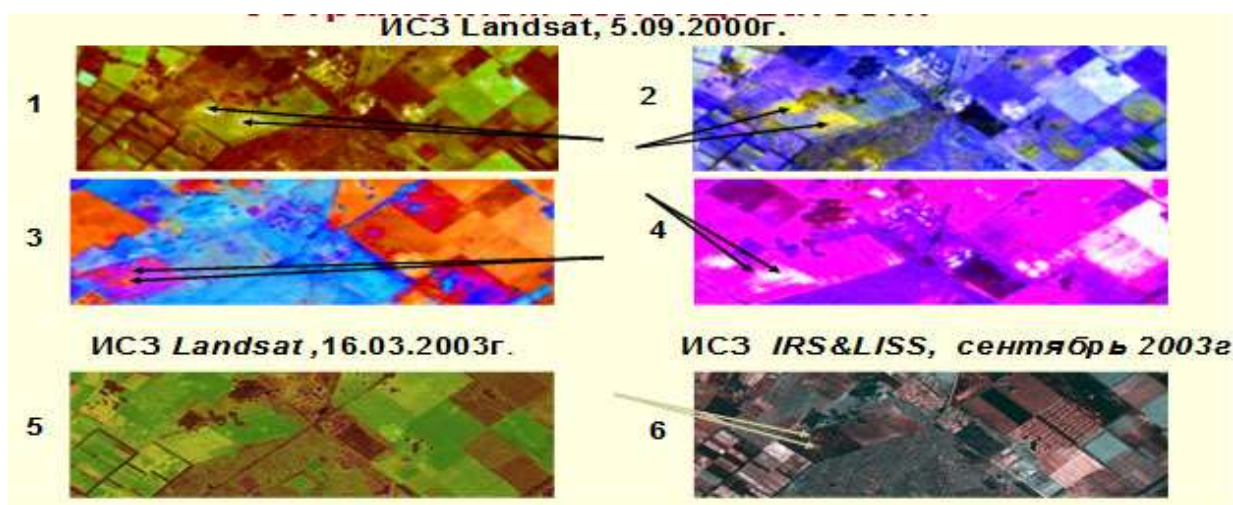 ИСЗ Landsat, 5.09.2000г.
1
2
3
4
ИСЗ Landsat ,16.03.2003г.
ИСЗ IRS&LISS, сентябрь 2003г
5
6